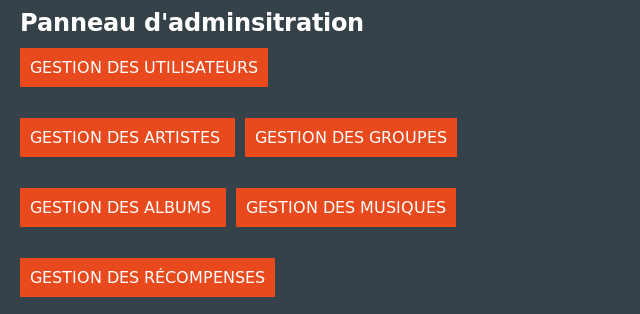 Panneau d'adminsitration
GESTION DES UTILISATEURS
GESTION DES ARTISTES GESTION DES GROUPES
GESTION DES ALBUMS GESTION DES MUSIQUES
GESTION DES RÉCOMPENSES